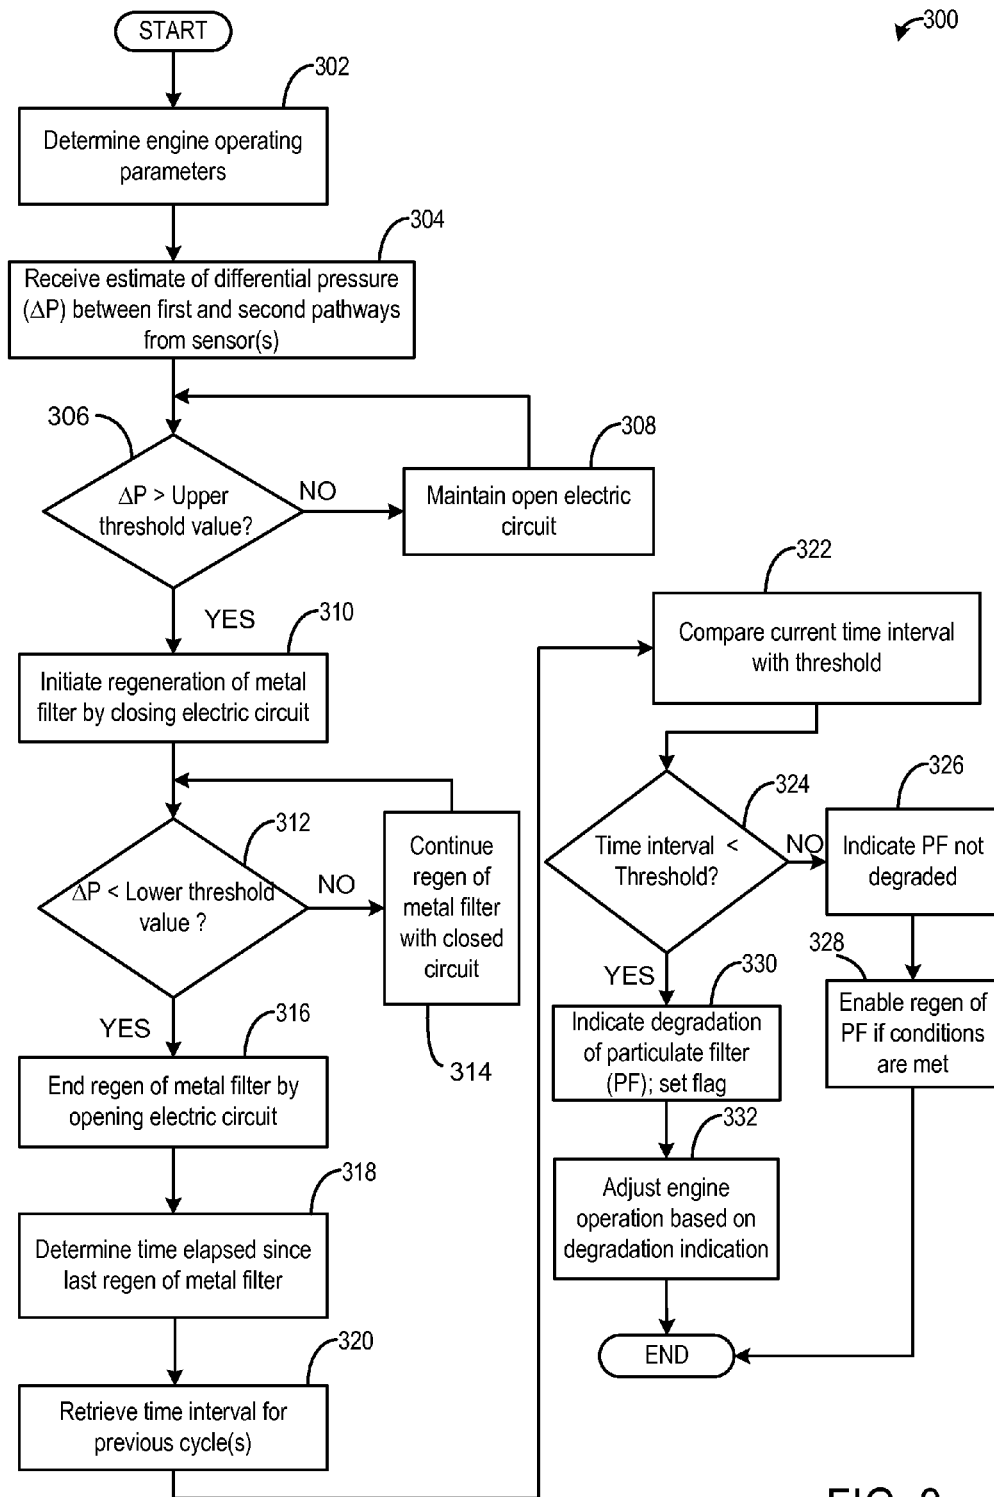 START
300
302
Determine engine operating
parameters
304
Receive estimate of differential pressure
(ΔP) between first and second pathways
from sensor(s)
306
ΔP > Upper
threshold value?
NO
308
Maintain open electric
circuit
YES
310
Initiate regeneration of metal
filter by closing electric circuit
312
ΔP < Lower threshold
value ?
NO
Continue
regen of
metal filter
with closed
circuit
314
YES
316
End regen of metal filter by
opening electric circuit
318
Determine time elapsed since
last regen of metal filter
320
Retrieve time interval for
previous cycle(s)
322
Compare current time interval
with threshold
324
Time interval <
Threshold?
NO
326
Indicate PF not
degraded
328
Enable regen of
PF if conditions
are met
YES
330
Indicate degradation
of particulate filter
(PF); set flag
332
Adjust engine
operation based on
degradation indication
END
FIG.